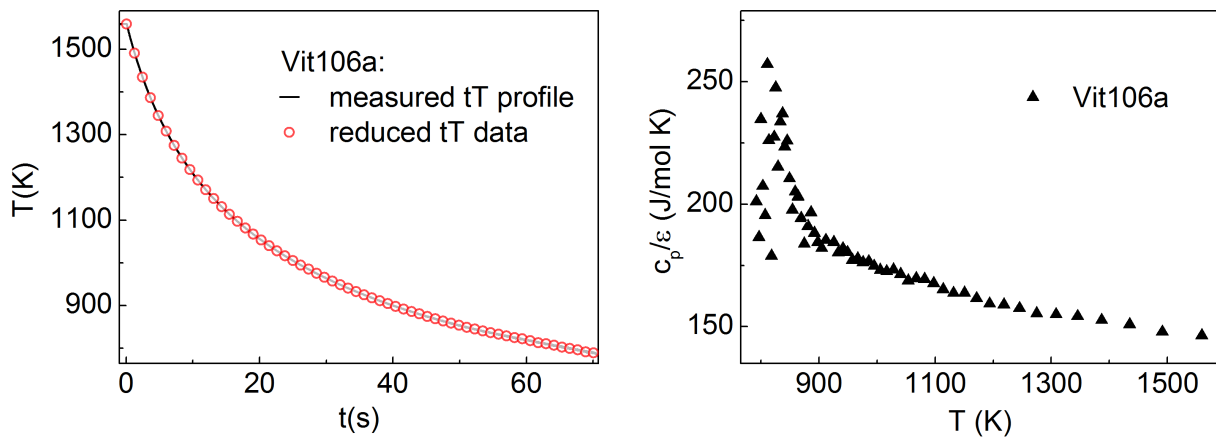 1500
1300
1100
900
T(K)
Vit106a:
measured tT profile
reduced tT data
0
20
40
60
t(s)
250
200
150
c_p/ε (J/mol K)
Vit106a
900
1100
1300
1500
T (K)